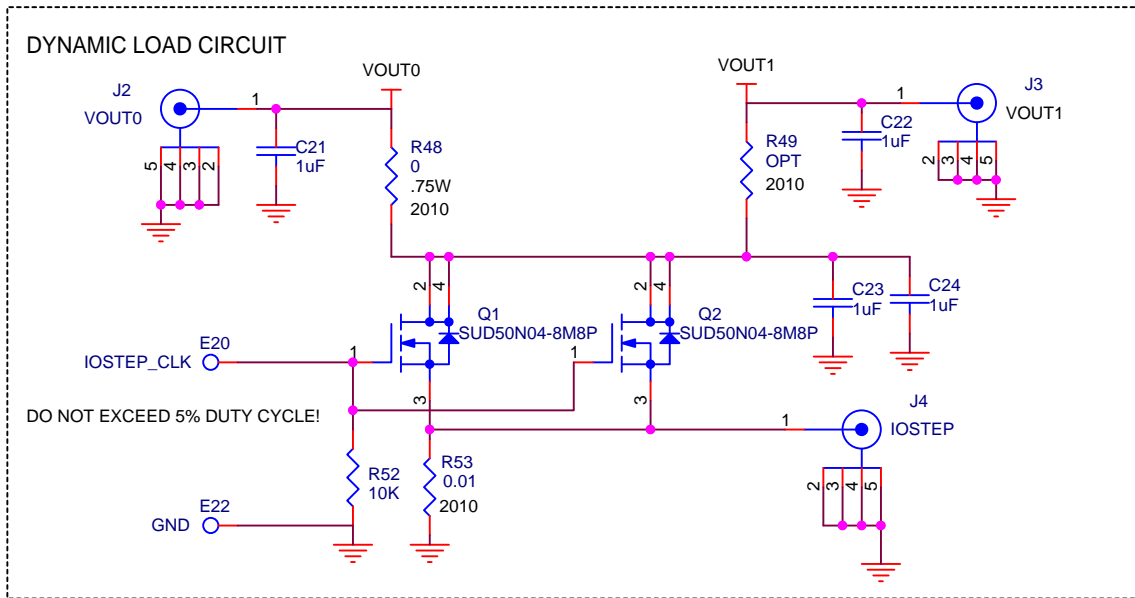 DYNAMIC LOAD CIRCUIT
J2
VOUT0
1
5
4
3
2
C21
1uF
VOUT0
R48
0
.75W
2010
VOUT1
R49
OPT
2010
C22
1uF
1
J3
VOUT1
2
3
4
5
2
4
Q1
SUD50N04-8M8P
1
3
2
4
Q2
SUD50N04-8M8P
1
3
C23
1uF
C24
1uF
E20
IOSTEP_CLK
DO NOT EXCEED 5% DUTY CYCLE!
R52
10K
R53
0.01
2010
E22
GND
1
J4
IOSTEP
2
3
4
5